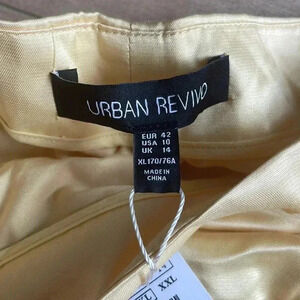 URBAN REVIVO
EUR 42
USA 10
UK 14
XL170/76A
MADE IN
CHINA
XXL